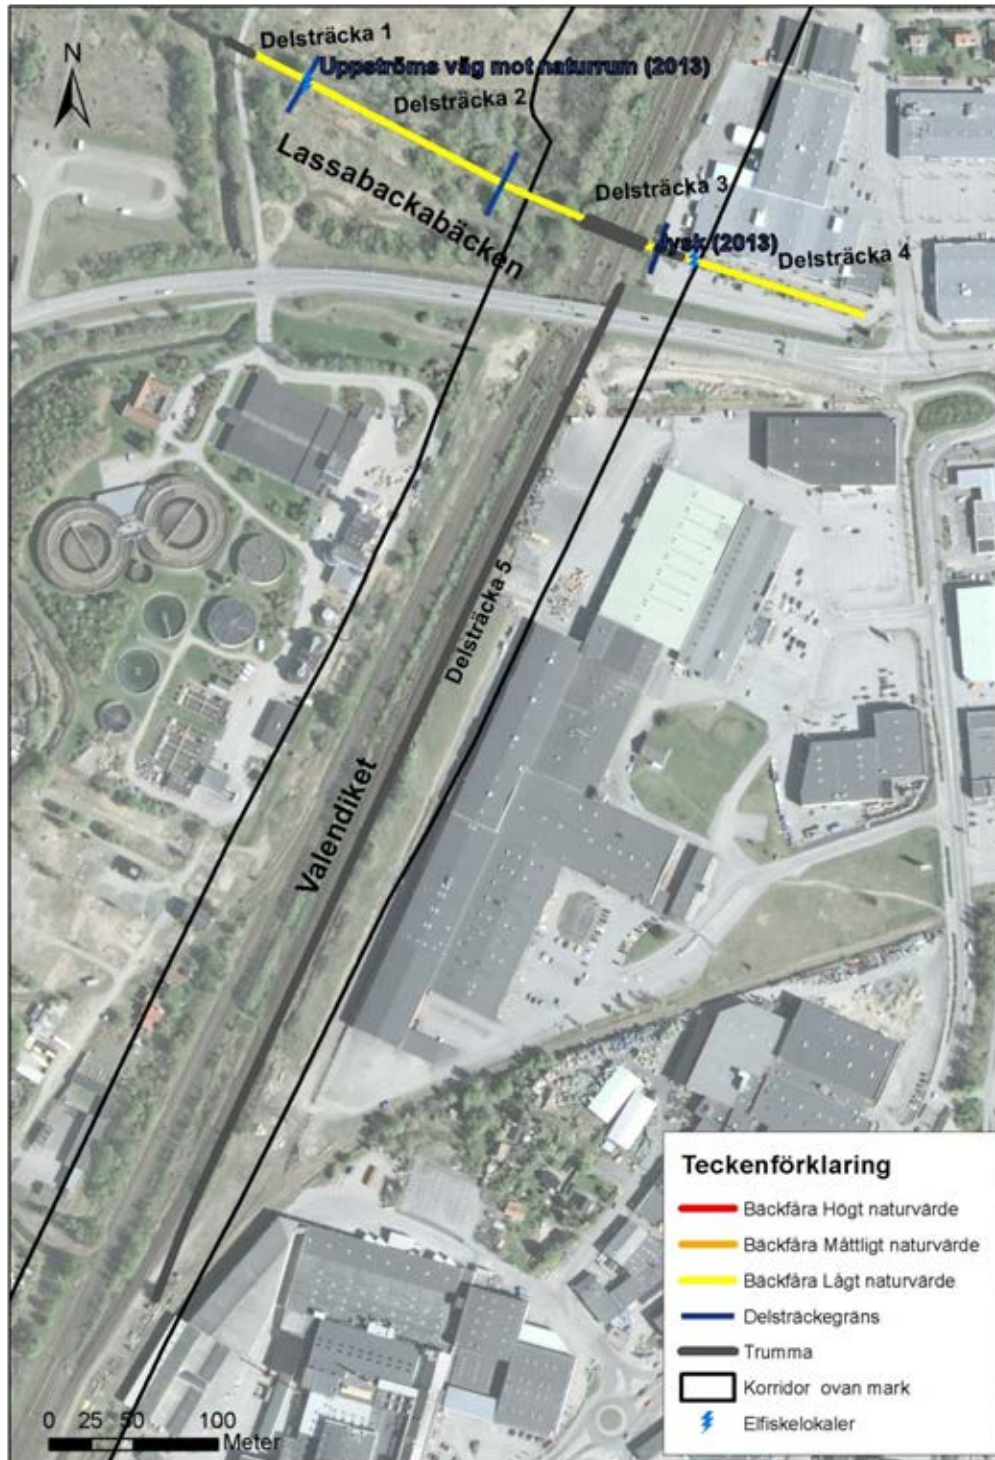 Delsträcka 1
N
Uppströms väg mot naturrum (2013)
Delsträcka 2
Lassabackabäcken
Delsträcka 3
Jysk (2013)
Delsträcka 4
Delsträcka 5
Valendiket
Teckenförklaring
Bäckfåra Högt naturvärde
Bäckfåra Måttligt naturvärde
Bäckfåra Lågt naturvärde
Delsträckegräns
Trumma
Korridor ovan mark
Elfiskelokaler
0 25 50 100
Meter